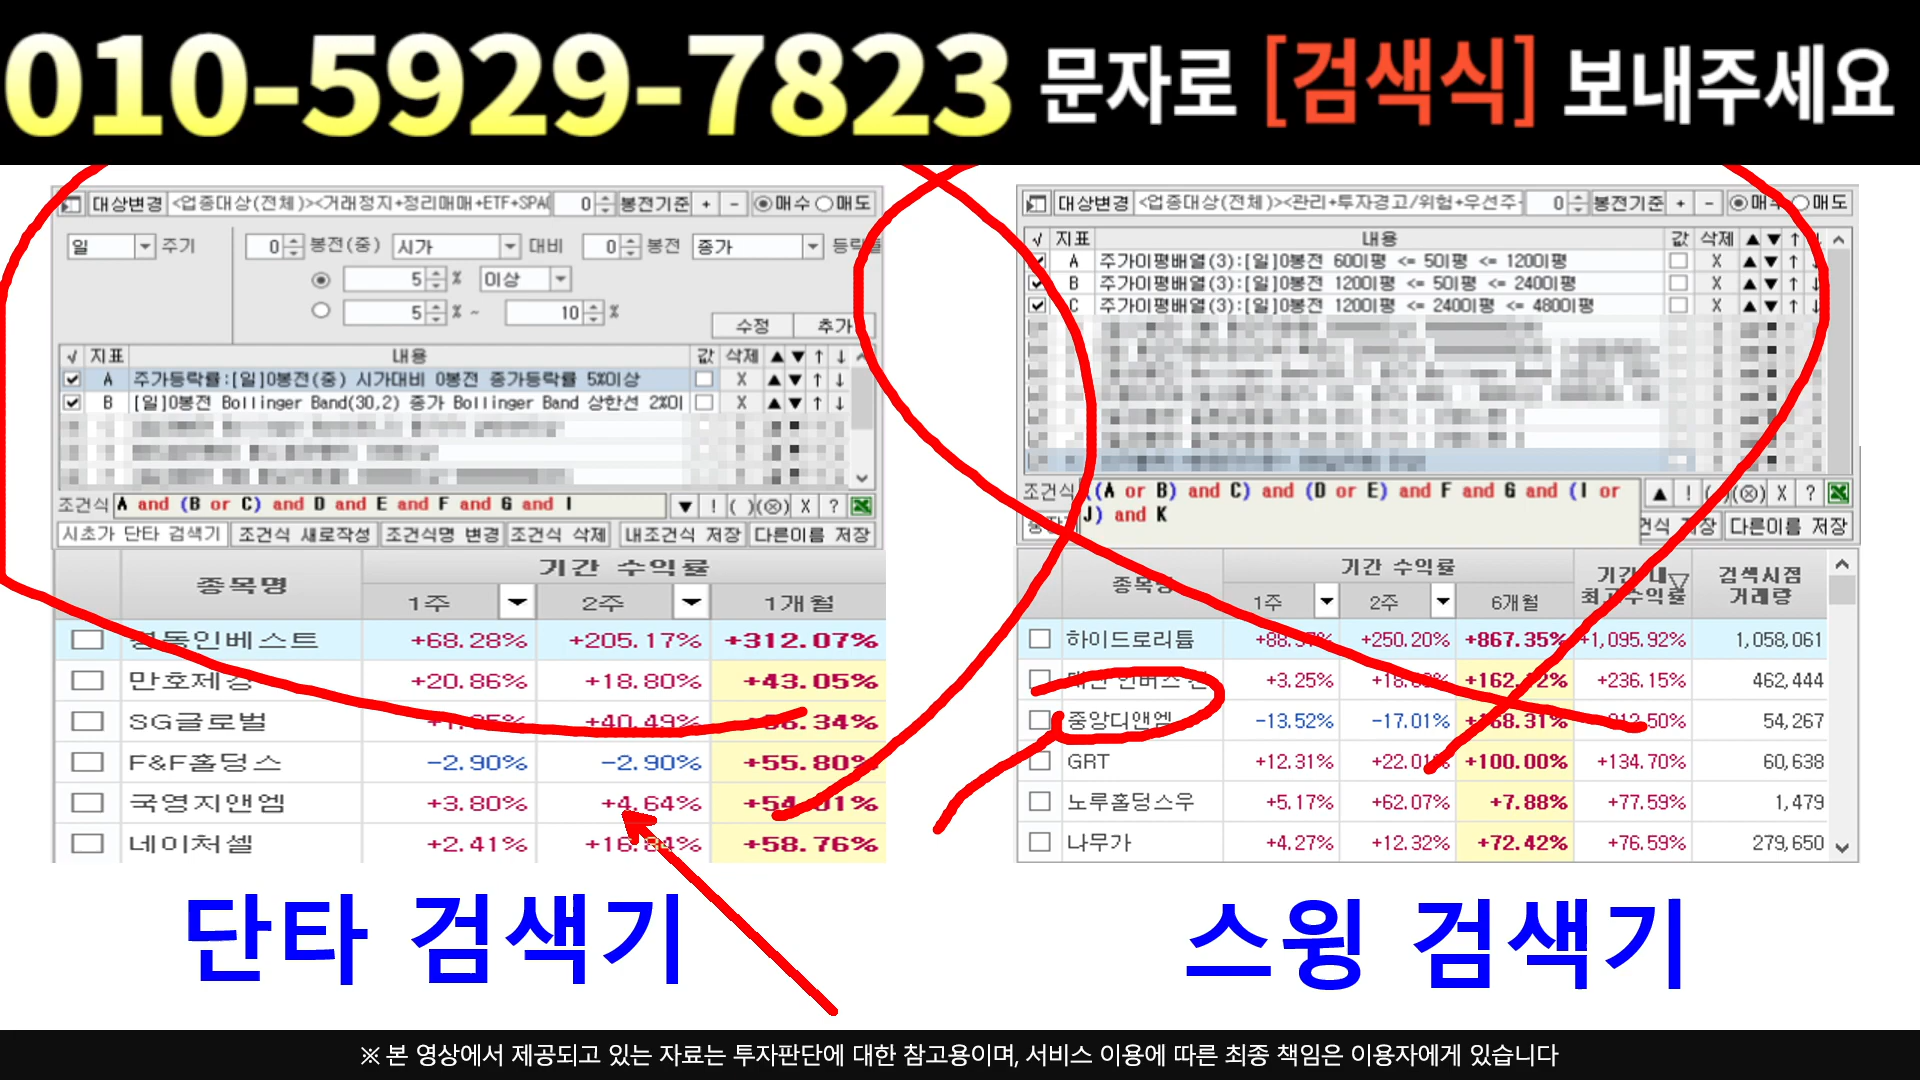 010-5929-7823 문자로 [검색식] 보내주세요
대상변경 <업종대상(전체)><거래정지+정리매매+ETF+SPAC 0 봉전기준 + - 매수 매도
일 주기 0 봉전(중) 시가 대비 0 봉전 종가
5 % 이상
5 % ~ 10 %
수정 추가
√ 지표 내용 값 삭제 ▲ ▼ ↑ ↓
A 주가등락률:[일]0봉전(중) 시가대비 0봉전 종가등락률 5%이상 X ▲ ▼ ↑ ↓
B [일]0봉전 Bollinger Band(30,2) 종가 Bollinger Band 상한선 2%이 X ▲ ▼ ↑ ↓
조건식 A and (B or C) and D and E and F and G and I ▼ ! ( ) (⊗) X ?
시초가 단타 검색기 조건식 새로작성 조건식명 변경 조건식 삭제 내조건식 저장 다른이름 저장
종목명 기간 수익률
1주 2주 1개월
+68.28% +205.17% +312.07%
만호제강 +20.86% +18.80% +43.05%
SG글로벌 +40.49%
F&F홀딩스 -2.90% -2.90% +55.80%
국영지앤엠 +3.80% +4.64%
네이처셀 +2.41% +58.76%
단타 검색기
대상변경 <업종대상(전체)><관리+투자경고/위험+우선주+ 0 봉전기준 + - 매수 매도
√ 지표 내용 값 삭제 ▲ ▼ ↑ ↓
A 주가이평배열(3):[일]0봉전 60이평 <= 5이평 <= 120이평 X ▲ ▼ ↑ ↓
B 주가이평배열(3):[일]0봉전 120이평 <= 5이평 <= 240이평 X ▲ ▼ ↑ ↓
C 주가이평배열(3):[일]0봉전 120이평 <= 240이평 <= 480이평 X ▲ ▼ ↑ ↓
조건식 ((A or B) and C) and (D or E) and F and G and (I or ▲ ! ( ) (⊗) X ?
J) and K
저장 다른이름 저장
종목명 기간 수익률 기간 내 최고수익률 검색시점 거래량
1주 2주 6개월
하이드로리튬 +250.20% +867.35% +1,095.92% 1,058,061
+3.25% +236.15% 462,444
중앙디앤엠 -13.52% -17.01% 54,267
GRT +12.31% +100.00% +134.70% 60,638
노루홀딩스우 +5.17% +62.07% +7.88% +77.59% 1,479
나무가 +4.27% +12.32% +72.42% +76.59% 279,650
스윙 검색기
※ 본 영상에서 제공되고 있는 자료는 투자판단에 대한 참고용이며, 서비스 이용에 따른 최종 책임은 이용자에게 있습니다